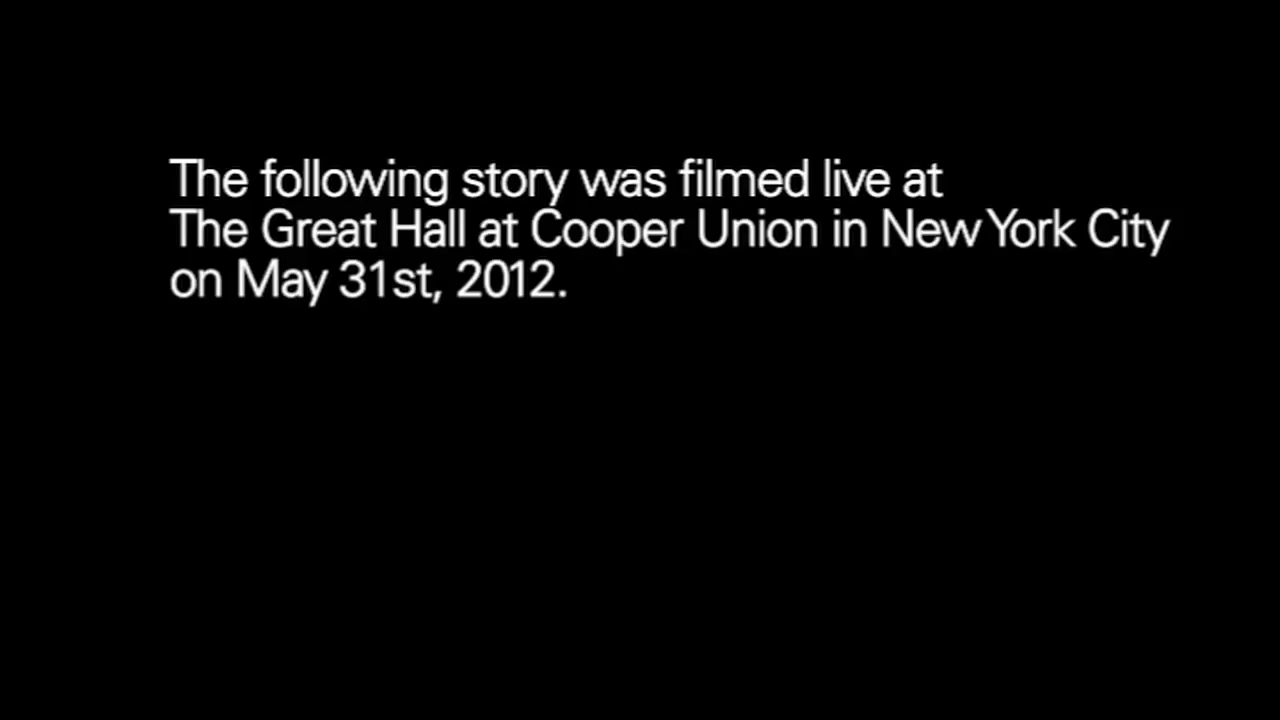 The following story was filmed live at
The Great Hall at Cooper Union in New York City
on May 31st, 2012.